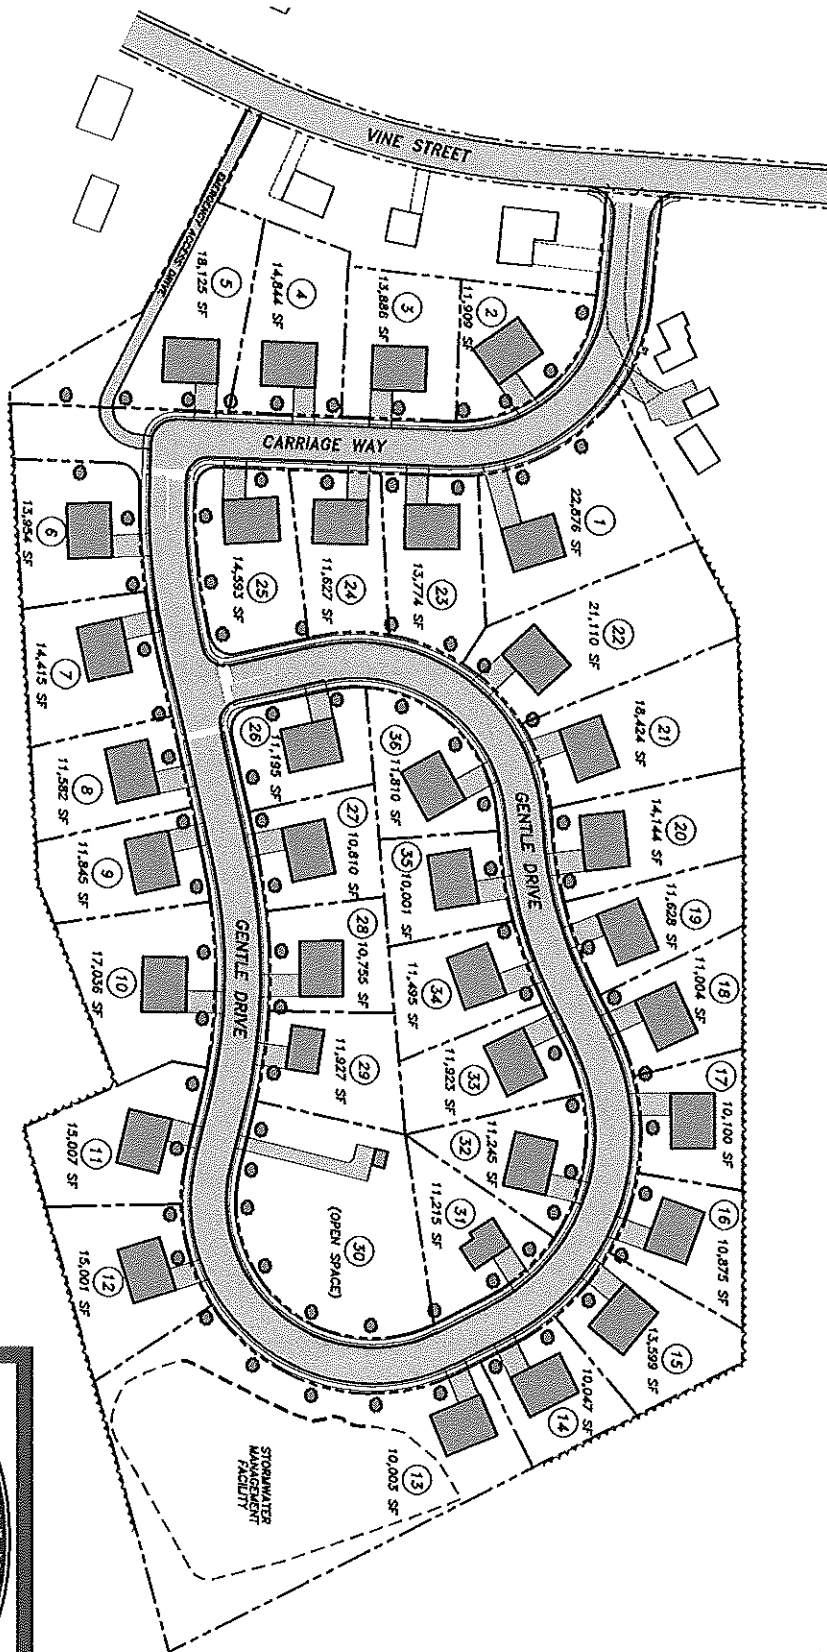 VINE STREET
EMERGENCY ACCESS DRIVE
5
18,125 SF
4
14,844 SF
3
13,886 SF
2
11,909 SF
CARRIAGE WAY
1
22,876 SF
6
13,954 SF
25
14,593 SF
24
11,627 SF
23
13,774 SF
22
21,110 SF
7
14,415 SF
26
11,195 SF
36
11,810 SF
21
18,424 SF
8
11,582 SF
27
10,810 SF
GENTLE DRIVE
20
14,144 SF
9
11,845 SF
35
10,001 SF
19
11,628 SF
10
17,036 SF
GENTLE DRIVE
28
10,755 SF
34
11,495 SF
18
11,004 SF
29
11,927 SF
33
11,923 SF
17
10,100 SF
11
15,007 SF
32
11,245 SF
16
10,875 SF
12
15,001 SF
30
(OPEN SPACE)
31
11,215 SF
15
13,599 SF
14
10,047 SF
13
10,003 SF
STORMWATER
MANAGEMENT
FACILITY